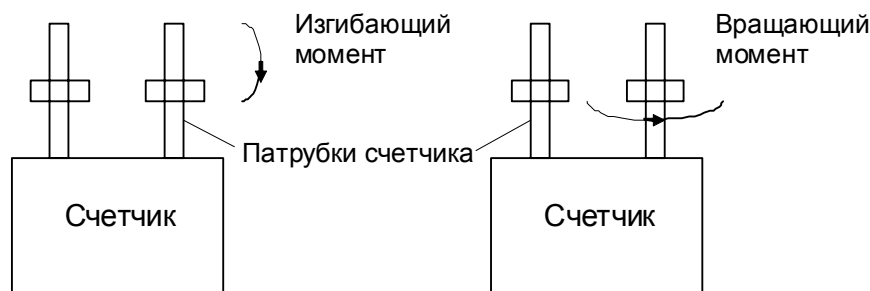 Изгибающий
момент
Вращающий
момент
Патрубки счетчика
Счетчик
Счетчик